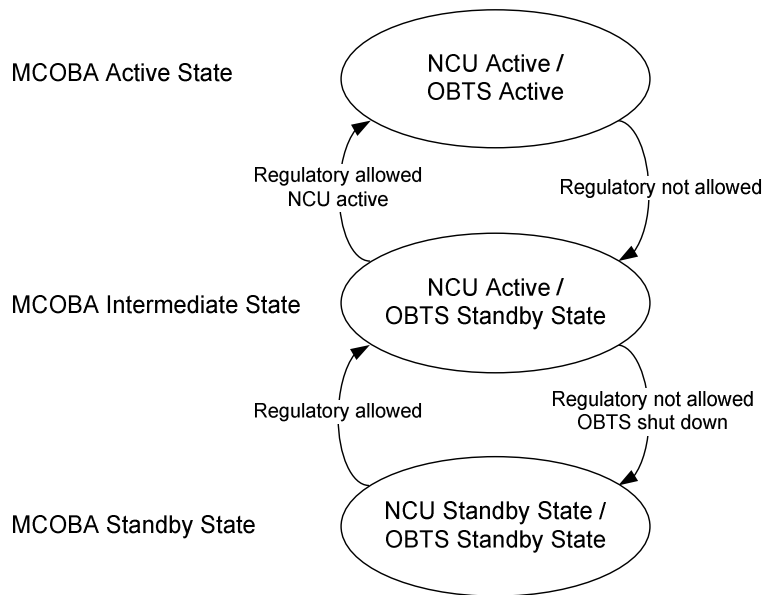 MCOBA Active State
NCU Active /
OBTS Active
Regulatory allowed
NCU active
Regulatory not allowed
MCOBA Intermediate State
NCU Active /
OBTS Standby State
Regulatory allowed
Regulatory not allowed
OBTS shut down
MCOBA Standby State
NCU Standby State /
OBTS Standby State